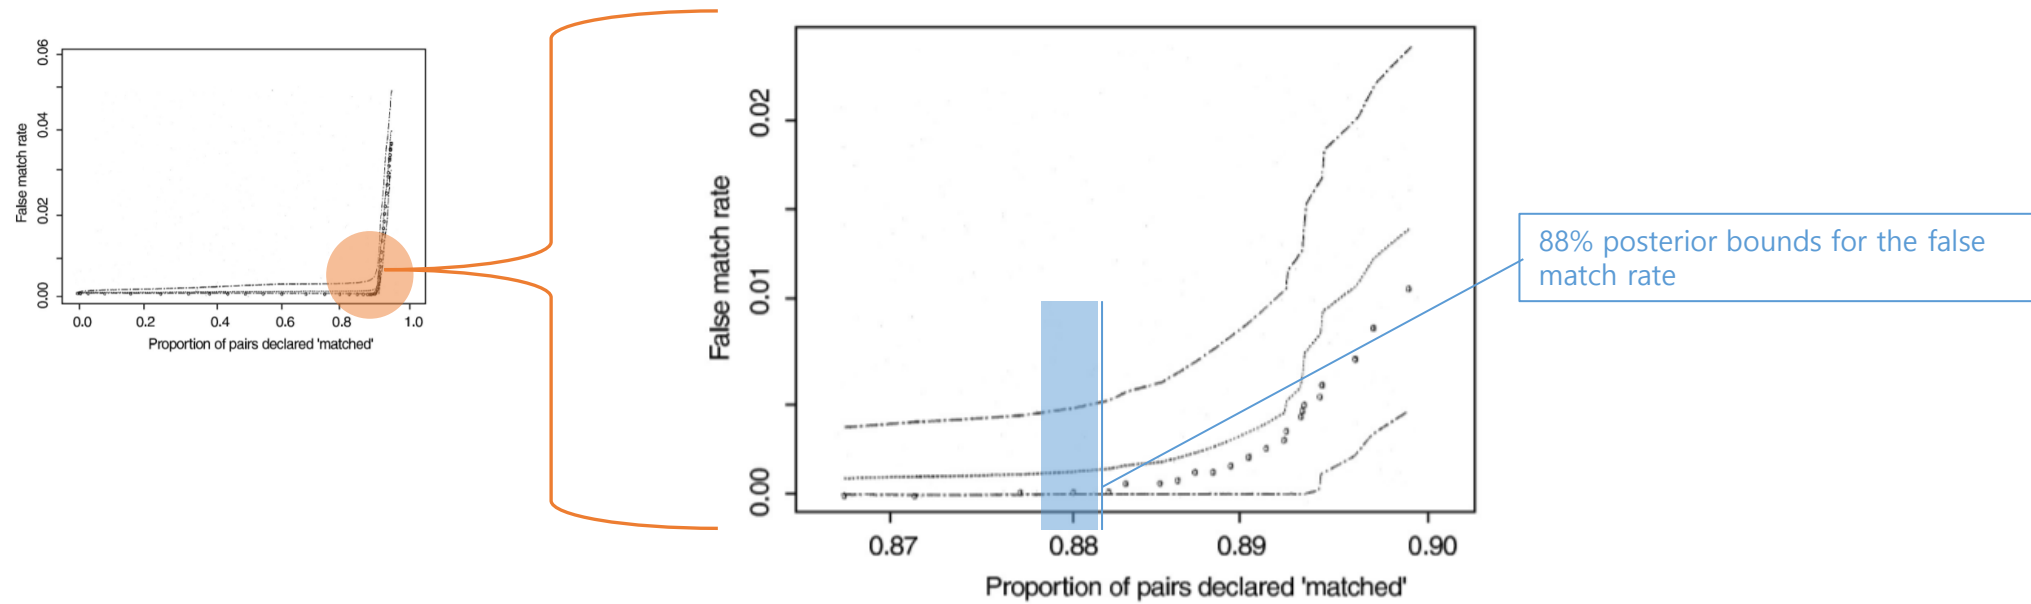 0.06
0.04
0.02
0.00
False match rate
0.0 0.2 0.4 0.6 0.8 1.0
Proportion of pairs declared 'matched'
0.02
0.01
0.00
False match rate
0.87 0.88 0.89 0.90
Proportion of pairs declared 'matched'
88% posterior bounds for the false
match rate